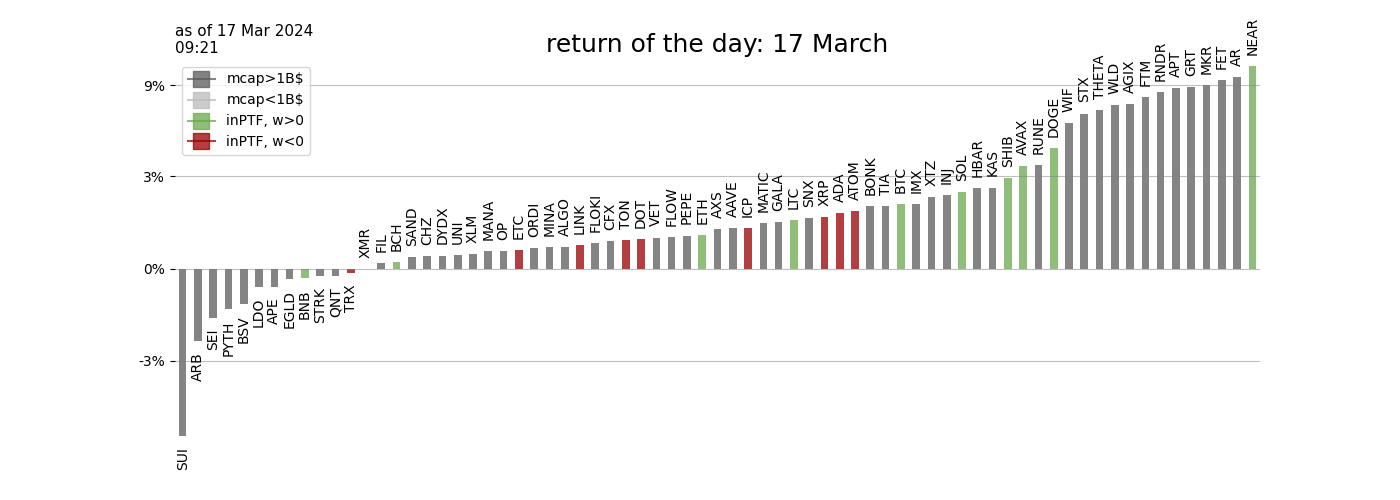 as of 17 Mar 2024
09:21
return of the day: 17 March
mcap>1B$
mcap<1B$
inPTF, w>0
inPTF, w<0
9%
3%
0%
-3%
SUI
ARB
SEI
PYTH
BSV
LDO
APE
EGLD
BNB
STRK
QNT
TRX
XMR
FIL
BCH
SAND
CHZ
DYDX
UNI
XLM
MANA
OP
ETC
ORDI
MINA
ALGO
LINK
FLOKI
CFX
TON
DOT
VET
FLOW
PEPE
ETH
AXS
AAVE
ICP
MATIC
GALA
LTC
SNX
XRP
ADA
ATOM
BONK
TIA
BTC
IMX
XTZ
INJ
SOL
HBAR
KAS
SHIB
AVAX
RUNE
DOGE
WIF
STX
THETA
WLD
AGIX
FTM
RNDR
APT
GRT
MKR
FET
AR
NEAR